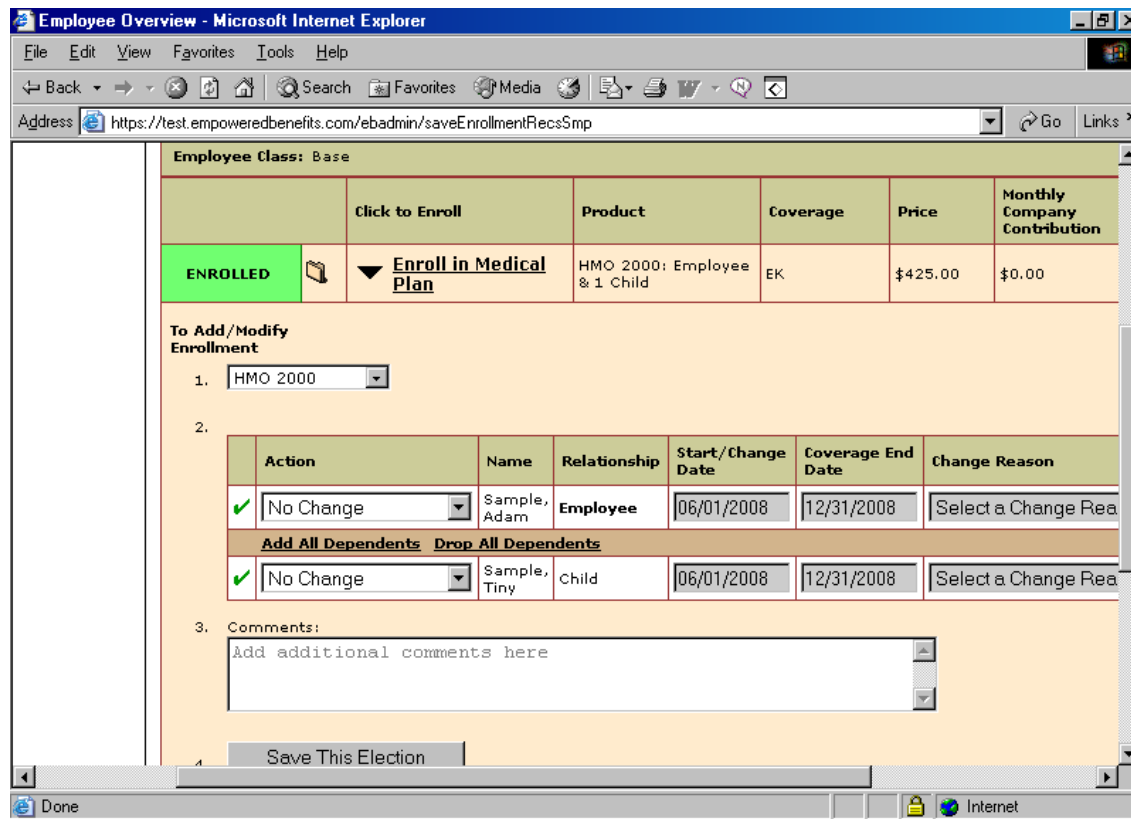 Employee Overview - Microsoft Internet Explorer
File Edit View Favorites Tools Help
Back Search Favorites Media
Address https://test.empoweredbenefits.com/ebadmin/saveEnrollmentRecsSmp Go Links
Employee Class: Base
Click to Enroll Product Coverage Price Monthly
Company
Contribution
ENROLLED Enroll in Medical
Plan HMO 2000: Employee
& 1 Child EK $425.00 $0.00
To Add/Modify
Enrollment
1. HMO 2000
2.
Action Name Relationship Start/Change
Date Coverage End
Date Change Reason
No Change Sample,
Adam Employee 06/01/2008 12/31/2008 Select a Change Rea
Add All Dependents Drop All Dependents
No Change Sample,
Tiny Child 06/01/2008 12/31/2008 Select a Change Rea
3. Comments:
Add additional comments here
Save This Election
Done Internet